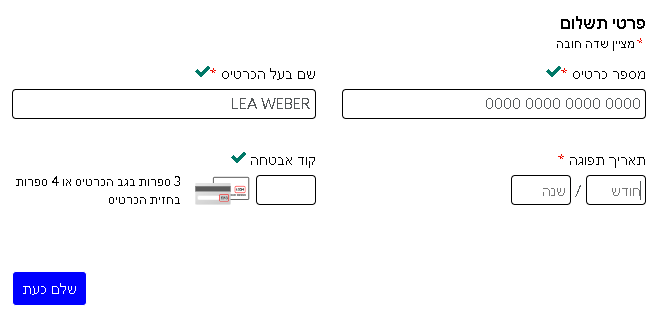 פרטי תשלום
* מציין שדה חובה
מספר כרטיס *
0000 0000 0000 0000
שם בעל הכרטיס *
LEA WEBER
תאריך תפוגה *
חודש / שנה
קוד אבטחה
3 ספרות בגב הכרטיס או 4 ספרות
בחזית הכרטיס
שלם כעת